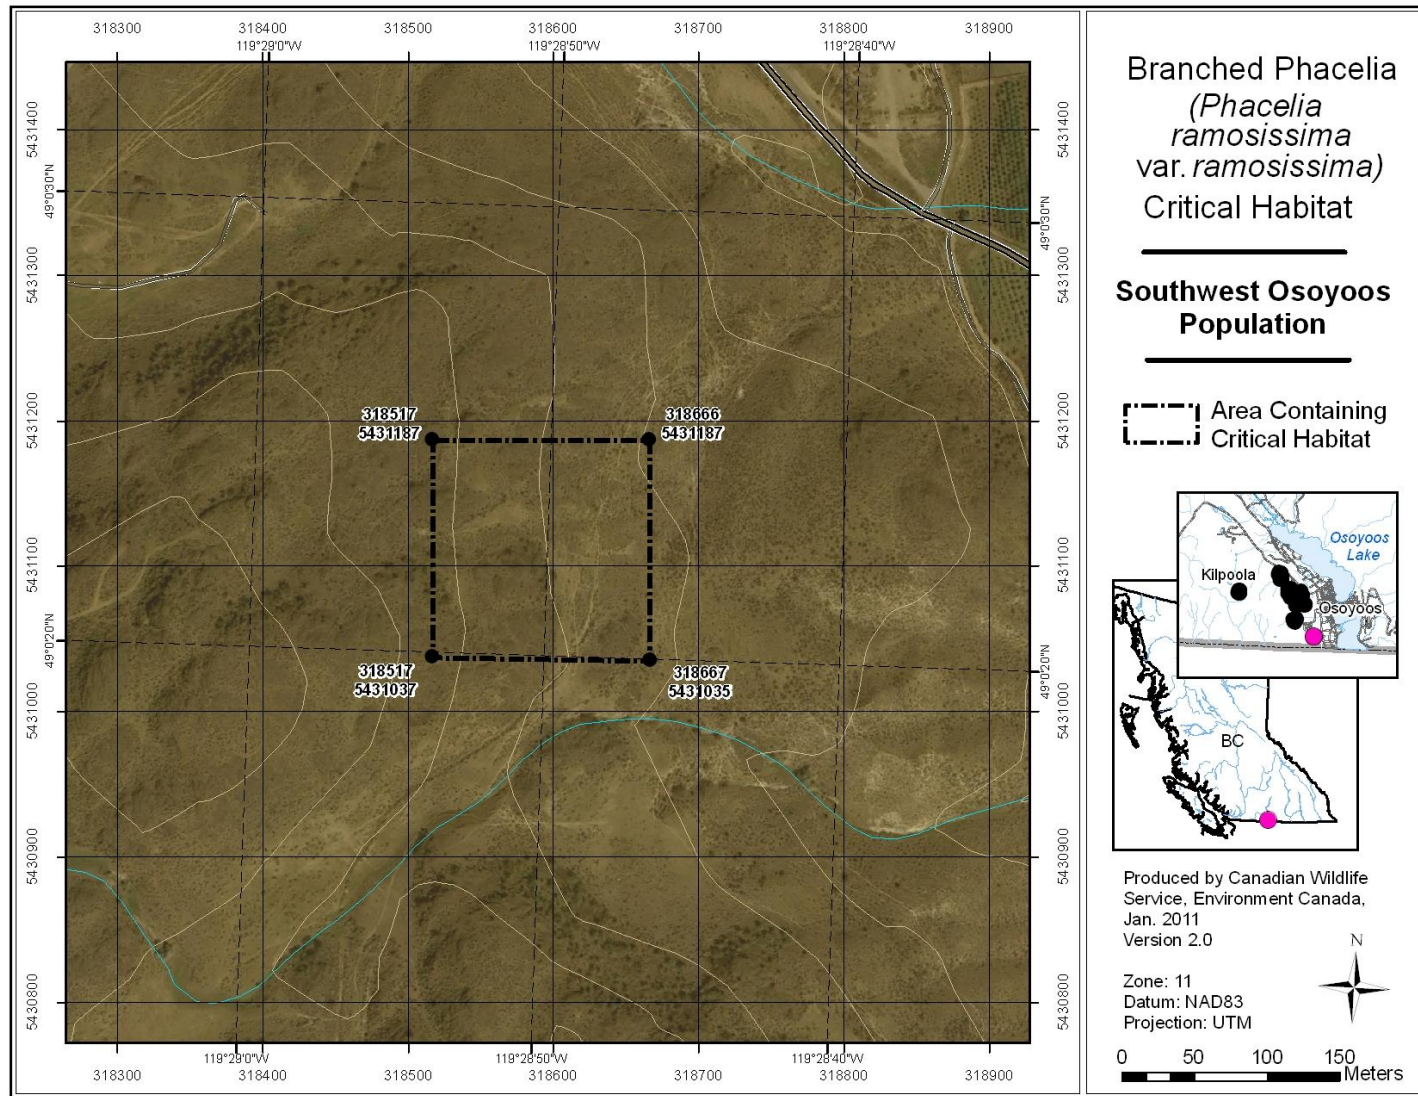 318300 318400 318500 318600 318700 318800 318900
119°29'0"W 119°28'50"W 119°28'40"W
5431400 5431400
49°0'30"N 49°0'30"N
5431300 5431300
5431200 5431200
318517
5431187
318666
5431187
5431100 5431100
49°0'20"N 49°0'20"N
318517
5431037
318667
5431035
5431000 5431000
5430900 5430900
5430800 5430800
119°29'0"W 119°28'50"W 119°28'40"W
318300 318400 318500 318600 318700 318800 318900
Branched Phacelia
(Phacelia
ramosissima
var. ramosissima)
Critical Habitat
Southwest Osoyoos
Population
Area Containing
Critical Habitat
Osoyoos
Lake
Kilpoola
Osoyoos
BC
Produced by Canadian Wildlife
Service, Environment Canada,
Jan. 2011
Version 2.0
N
Zone: 11
Datum: NAD83
Projection: UTM
0 50 100 150
Meters